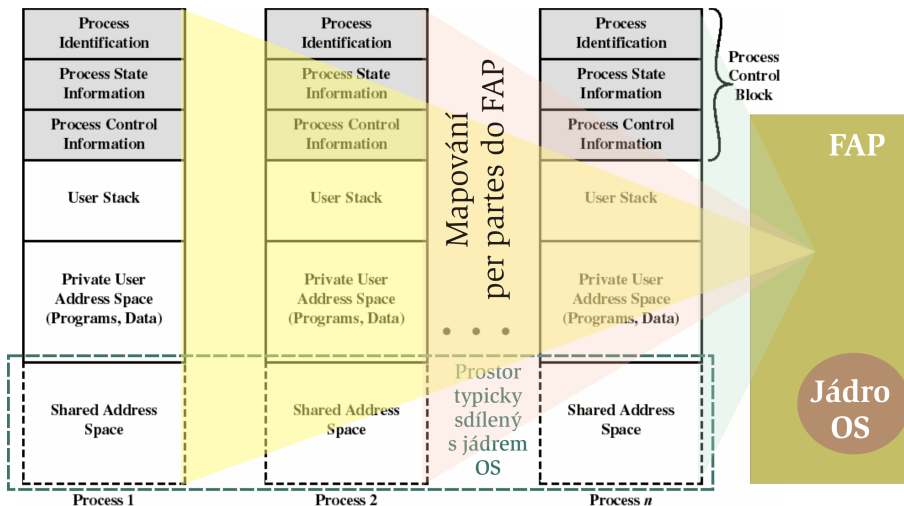 Process
Identification
Process State
Information
Process Control
Information
User Stack
Private User
Address Space
(Programs, Data)
Shared Address
Space
Process 1
Process
Identification
Process State
Information
Process Control
Information
User Stack
Private User
Address Space
(Programs, Data)
Shared Address
Space
Process 2
Mapování
per partes do FAP
• • •
Prostor
typicky
sdílený
s jádrem
OS
Process
Identification
Process State
Information
Process Control
Information
User Stack
Private User
Address Space
(Programs, Data)
Shared Address
Space
Process n
Process
Control
Block
FAP
Jádro
OS